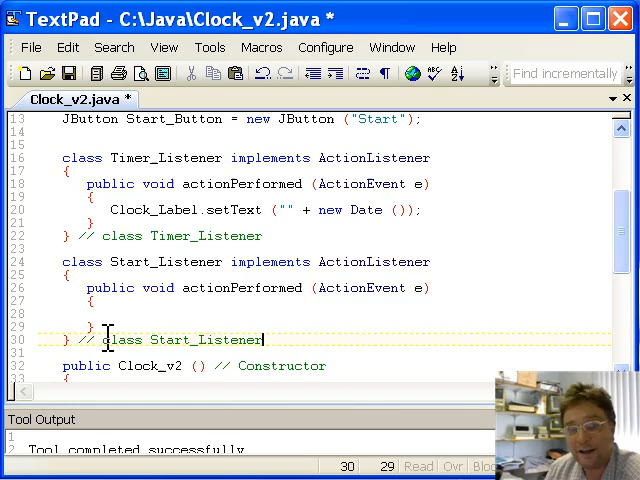 TextPad - C:\Java\Clock_v2.java *
File Edit Search View Tools Macros Configure Window Help
Find incrementally
Clock_v2.java *
13 JButton Start_Button = new JButton ("Start");
14
15
16 class Timer_Listener implements ActionListener
17 {
18 public void actionPerformed (ActionEvent e)
19 {
20 Clock_Label.setText ("" + new Date ());
21 }
22 } // class Timer_Listener
23
24 class Start_Listener implements ActionListener
25 {
26 public void actionPerformed (ActionEvent e)
27 {
28
29 }
30 } // class Start_Listener
31
32 public Clock_v2 () // Constructor
33 {
Tool Output
1
2 Tool completed successfully
30 29 Read Ovr Bloc